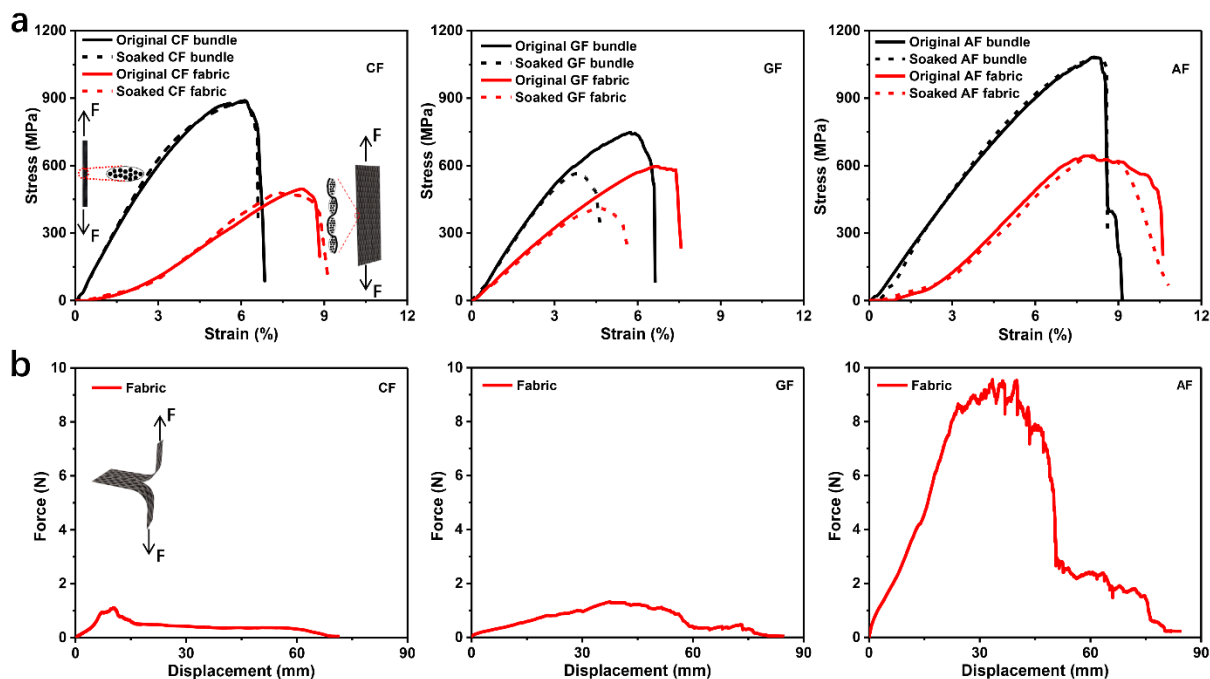 a
1200
900
600
300
0
Stress (MPa)
Original CF bundle
Soaked CF bundle
Original CF fabric
Soaked CF fabric
CF
F
F
F
F
0 3 6 9 12
Strain (%)
1200
900
600
300
0
Stress (MPa)
Original GF bundle
Soaked GF bundle
Original GF fabric
Soaked GF fabric
GF
0 3 6 9 12
Strain (%)
1200
900
600
300
0
Stress (MPa)
Original AF bundle
Soaked AF bundle
Original AF fabric
Soaked AF fabric
AF
0 3 6 9 12
Strain (%)
b
10
8
6
4
2
0
Force (N)
Fabric
CF
F
F
0 30 60 90
Displacement (mm)
10
8
6
4
2
0
Force (N)
Fabric
GF
0 30 60 90
Displacement (mm)
10
8
6
4
2
0
Force (N)
Fabric
AF
0 30 60 90
Displacement (mm)